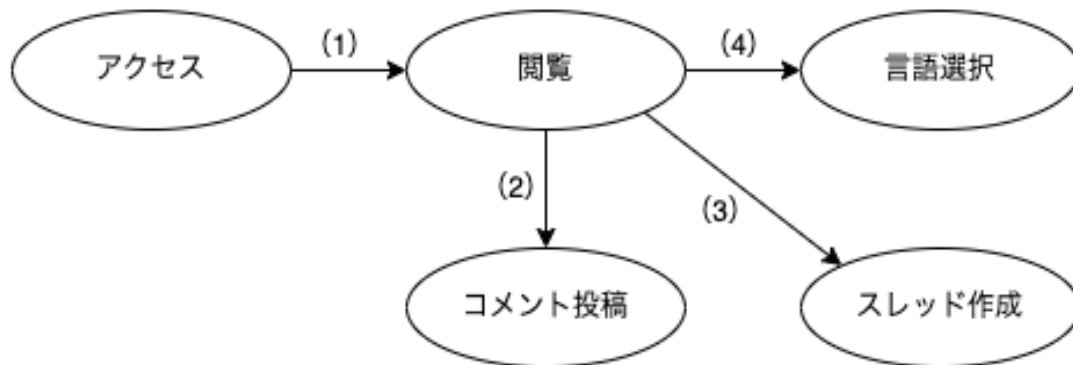 アクセス
(1)
閲覧
(4)
言語選択
(2)
(3)
コメント投稿
スレッド作成